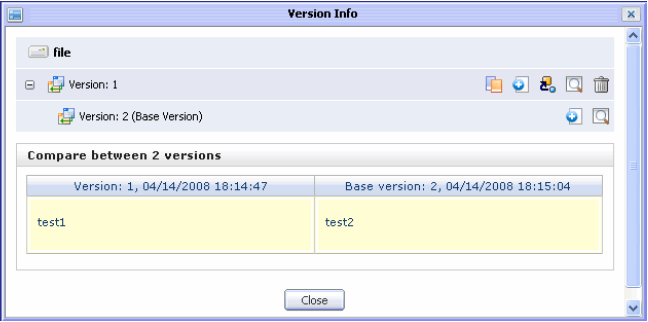 Version Info
file
Version: 1
Version: 2 (Base Version)
Compare between 2 versions
Version: 1, 04/14/2008 18:14:47 Base version: 2, 04/14/2008 18:15:04
test1 test2
Close